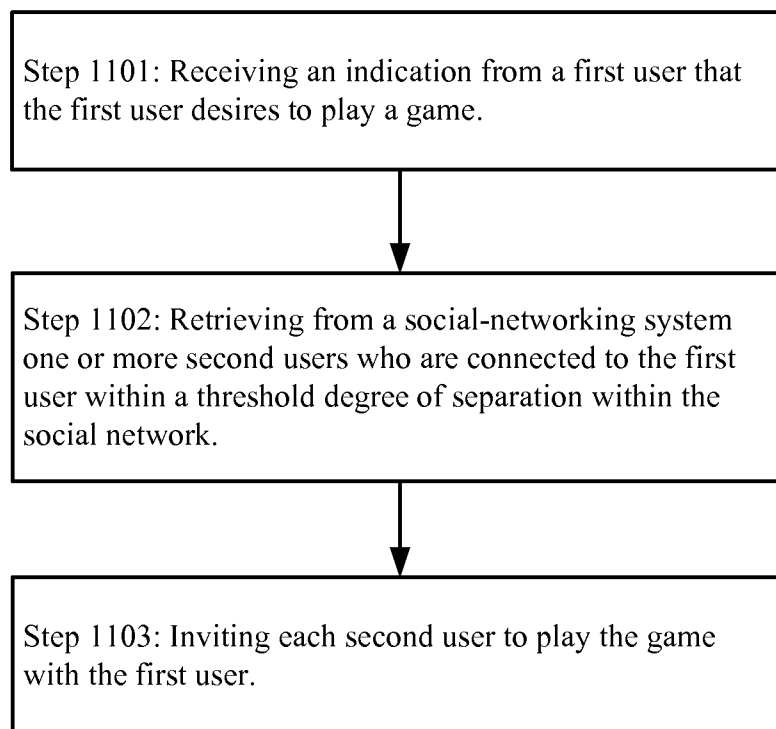 Step 1101: Receiving an indication from a first user that
the first user desires to play a game.
Step 1102: Retrieving from a social-networking system
one or more second users who are connected to the first
user within a threshold degree of separation within the
social network.
Step 1103: Inviting each second user to play the game
with the first user.